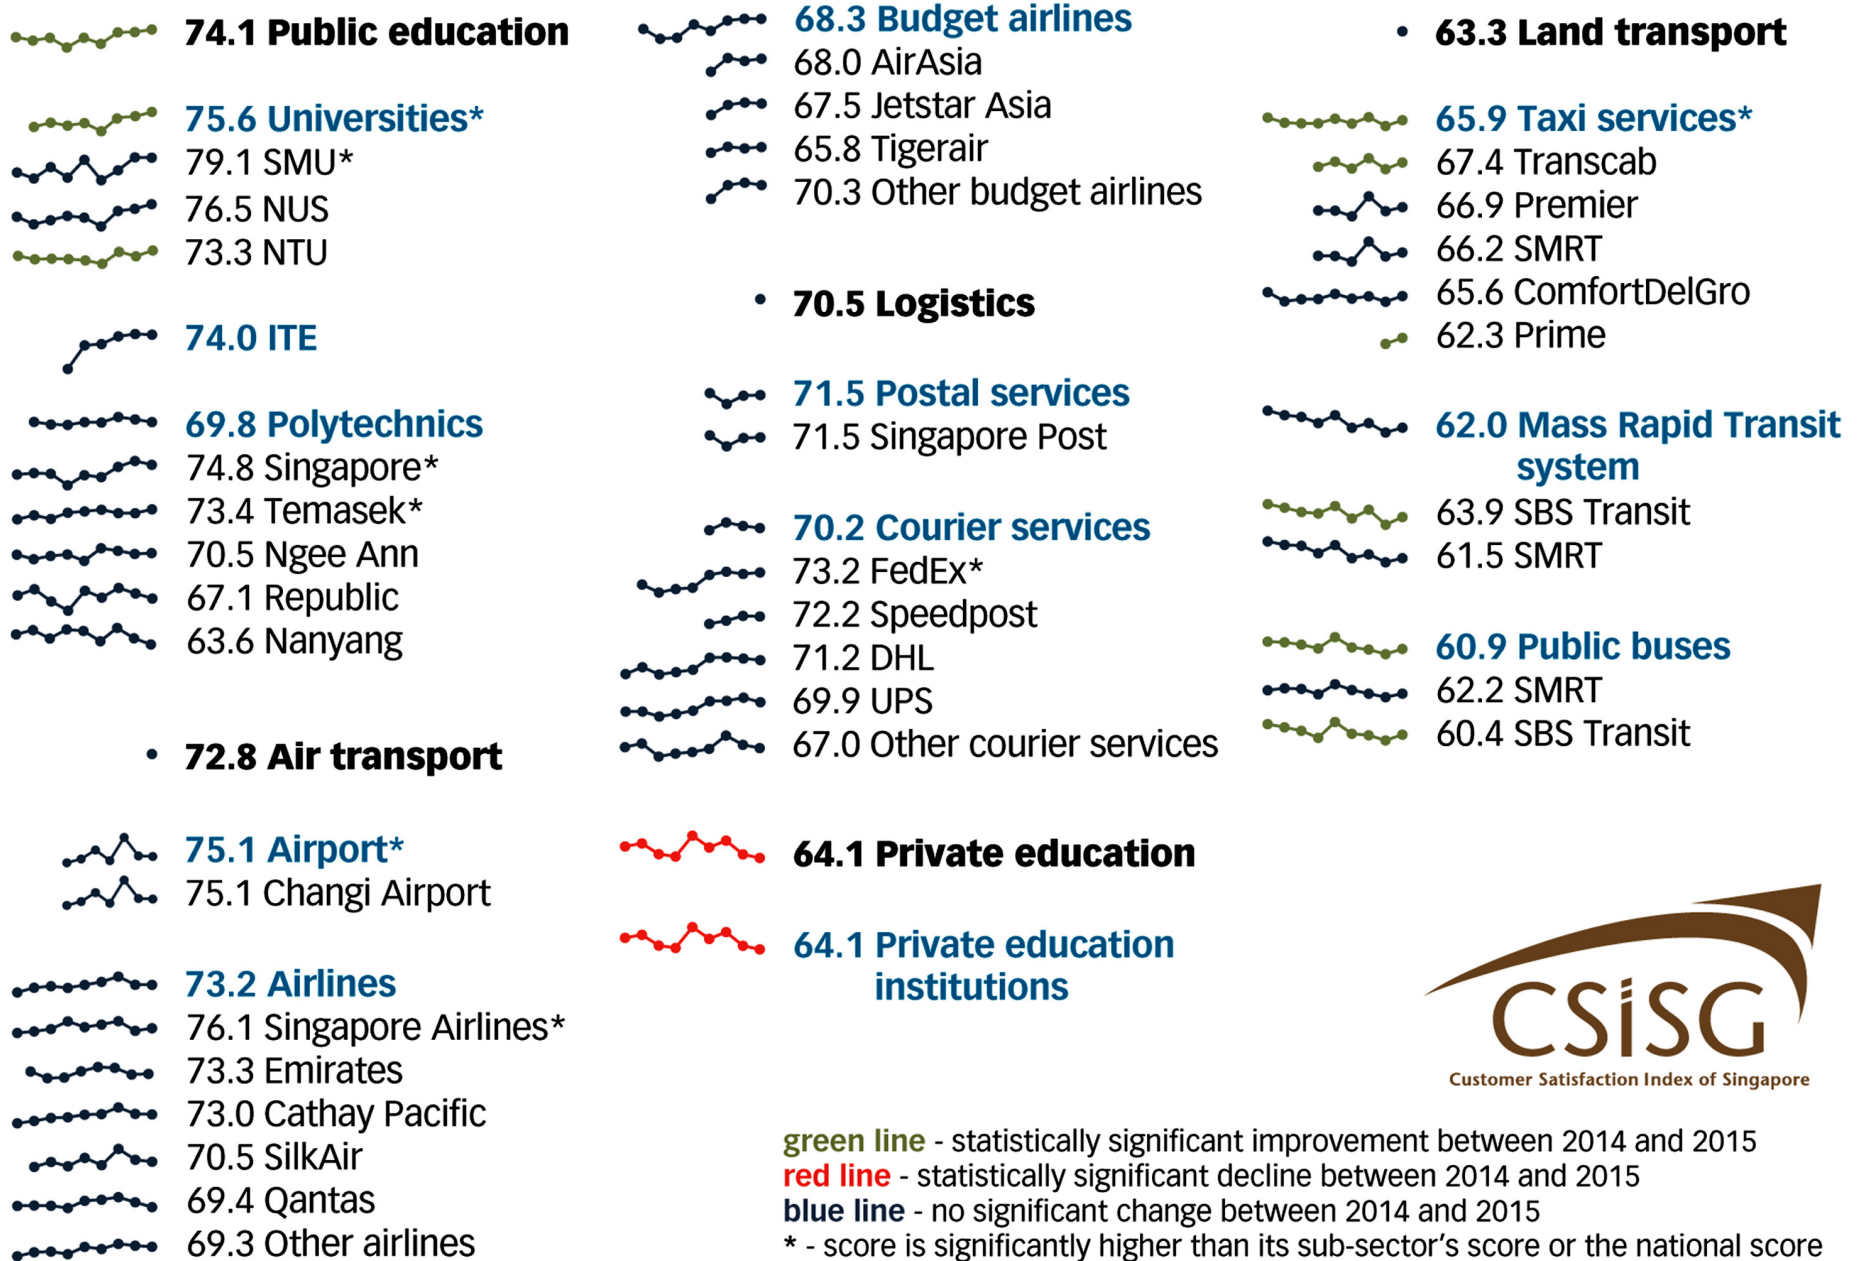 74.1 Public education
75.6 Universities*
79.1 SMU*
76.5 NUS
73.3 NTU
74.0 ITE
69.8 Polytechnics
74.8 Singapore*
73.4 Temasek*
70.5 Ngee Ann
67.1 Republic
63.6 Nanyang
72.8 Air transport
75.1 Airport*
75.1 Changi Airport
73.2 Airlines
76.1 Singapore Airlines*
73.3 Emirates
73.0 Cathay Pacific
70.5 SilkAir
69.4 Qantas
69.3 Other airlines
68.3 Budget airlines
68.0 AirAsia
67.5 Jetstar Asia
65.8 Tigerair
70.3 Other budget airlines
70.5 Logistics
71.5 Postal services
71.5 Singapore Post
70.2 Courier services
73.2 FedEx*
72.2 Speedpost
71.2 DHL
69.9 UPS
67.0 Other courier services
64.1 Private education
64.1 Private education
institutions
63.3 Land transport
65.9 Taxi services*
67.4 Transcab
66.9 Premier
66.2 SMRT
65.6 ComfortDelGro
62.3 Prime
62.0 Mass Rapid Transit
system
63.9 SBS Transit
61.5 SMRT
60.9 Public buses
62.2 SMRT
60.4 SBS Transit
CSISG
Customer Satisfaction Index of Singapore
green line - statistically significant improvement between 2014 and 2015
red line - statistically significant decline between 2014 and 2015
blue line - no significant change between 2014 and 2015
* - score is significantly higher than its sub-sector's score or the national score